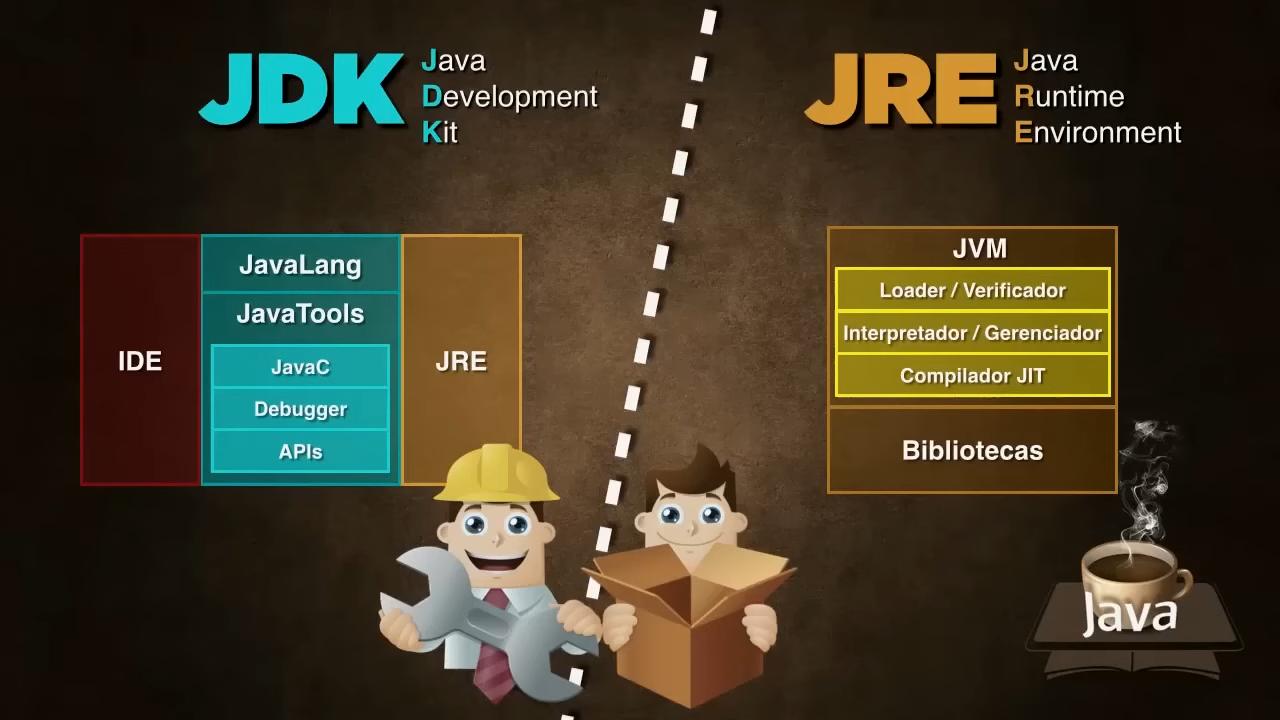 JDK
Java
Development
Kit
JRE
Java
Runtime
Environment
IDE
JavaLang
JavaTools
JavaC
Debugger
APIs
JRE
JVM
Loader / Verificador
Interpretador / Gerenciador
Compilador JIT
Bibliotecas
Java